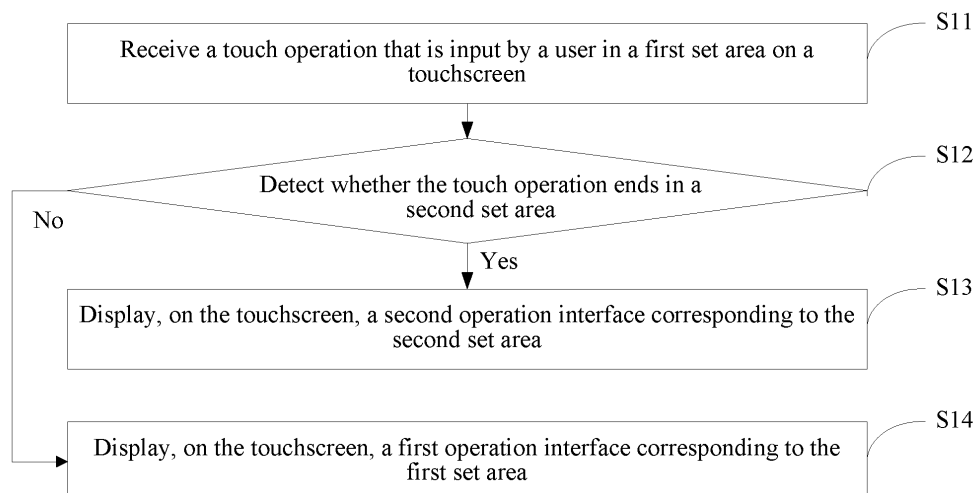 S11
Receive a touch operation that is input by a user in a first set area on a
touchscreen
S12
Detect whether the touch operation ends in a
second set area
No
Yes
S13
Display, on the touchscreen, a second operation interface corresponding to the
second set area
S14
Display, on the touchscreen, a first operation interface corresponding to the
first set area